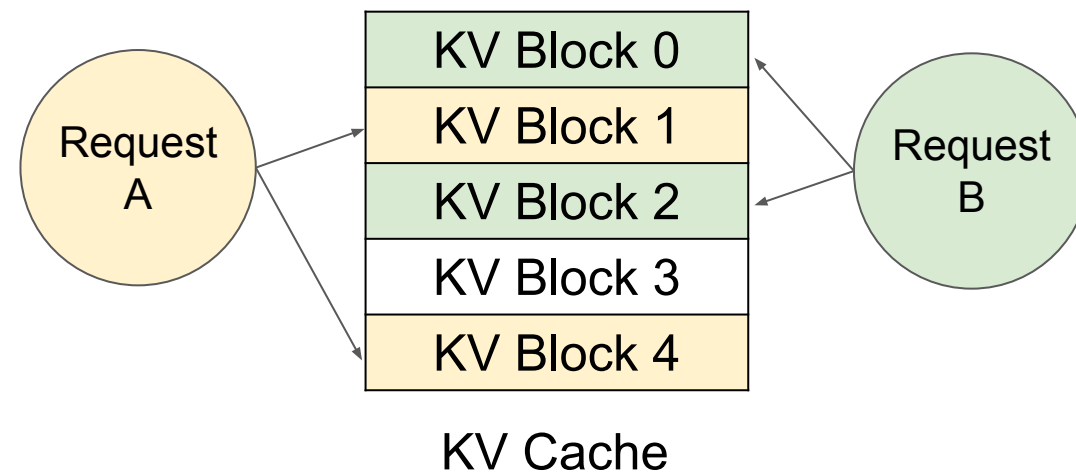 Request
A
KV Block 0
KV Block 1
KV Block 2
KV Block 3
KV Block 4
KV Cache
Request
B